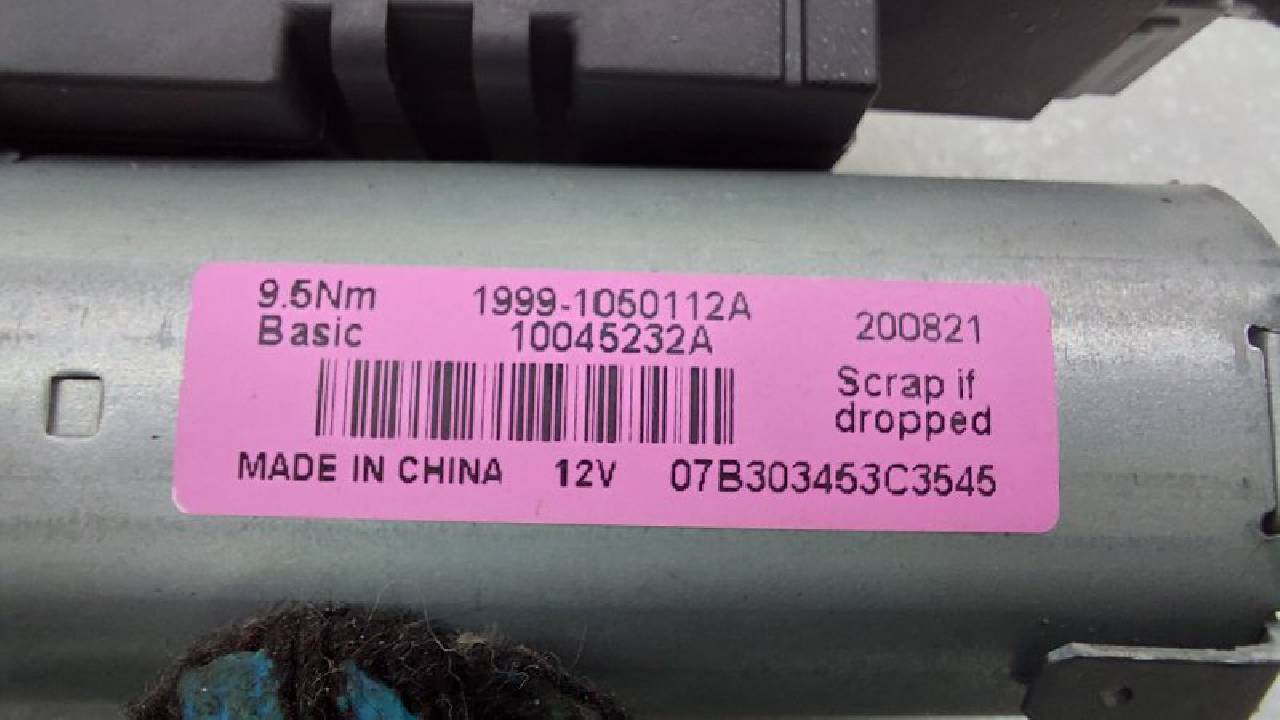 9.5Nm 1999-1050112A
Basic 10045232A 200821
Scrap if
dropped
MADE IN CHINA 12V 07B303453C3545